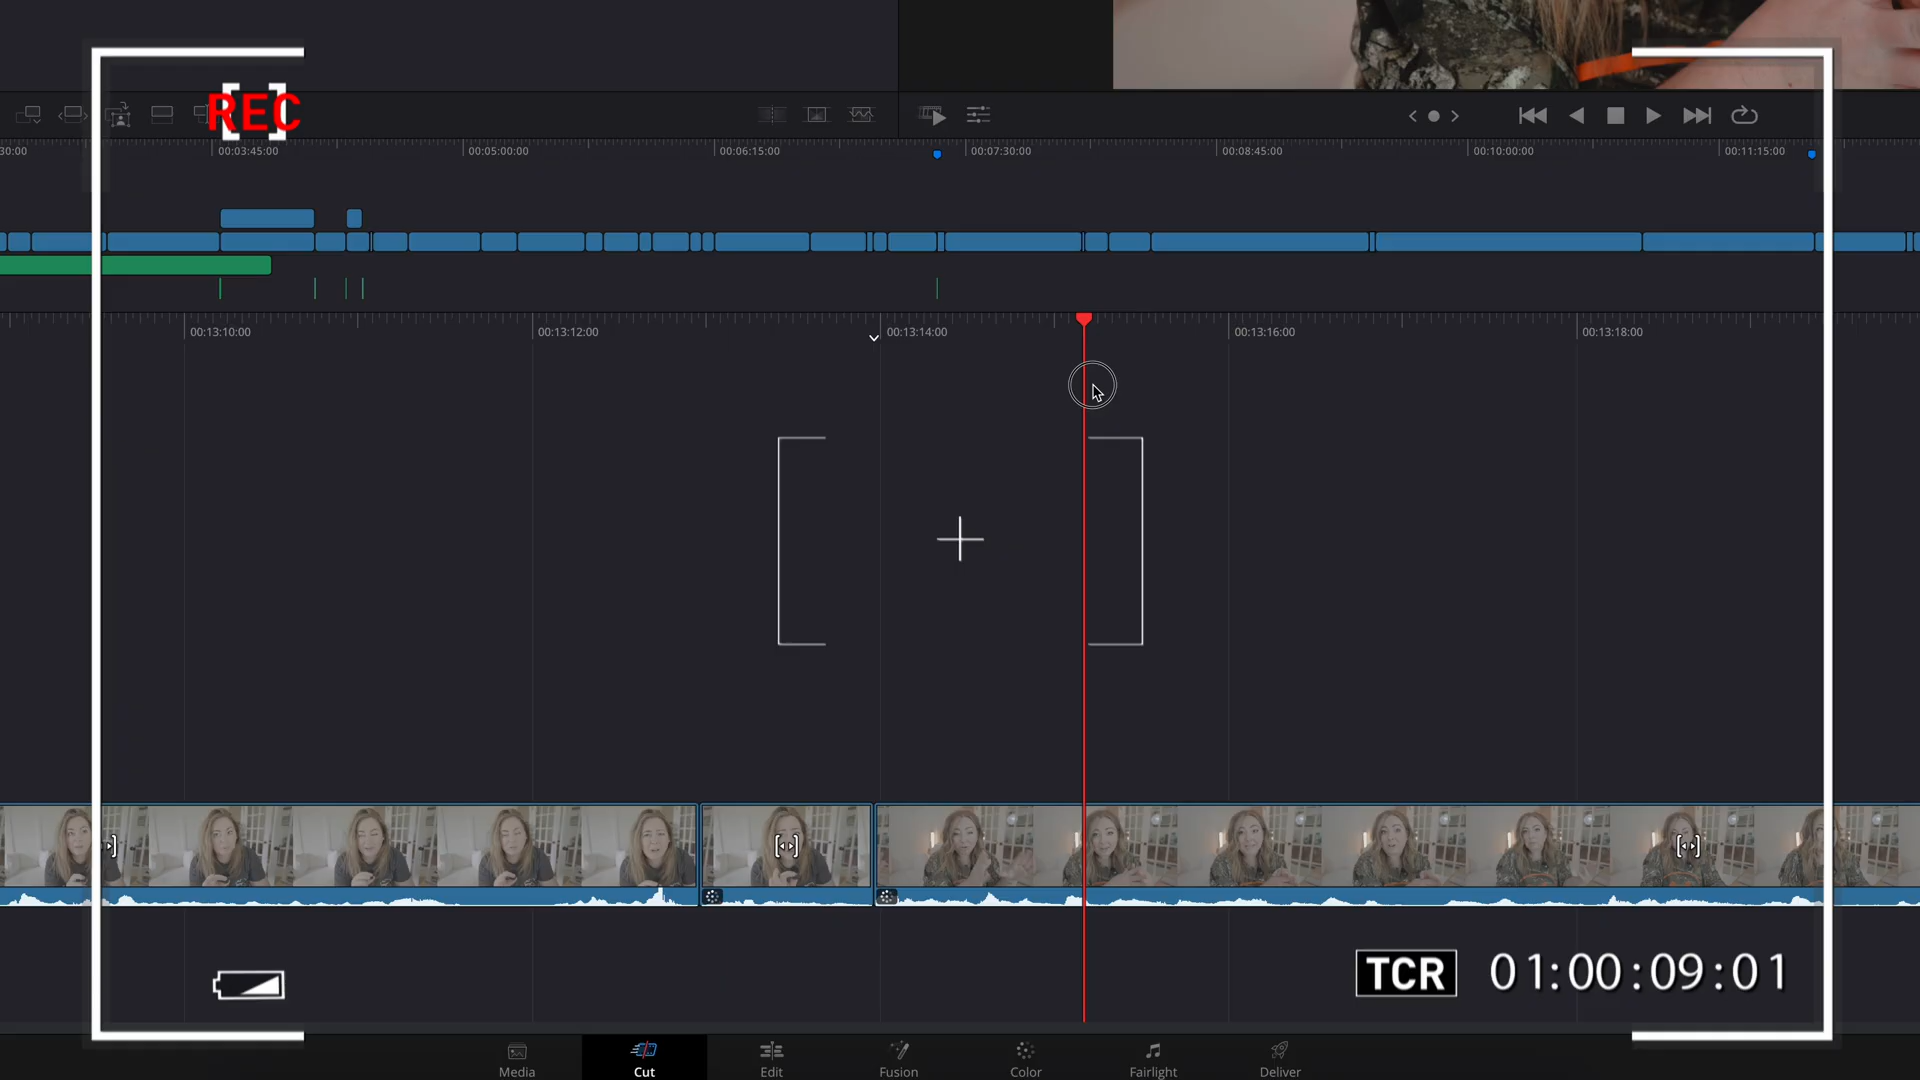 REC
30:00
00:03:45:00
00:05:00:00
00:06:15:00
00:07:30:00
00:08:45:00
00:10:00:00
00:11:15:00
00:13:10:00
00:13:12:00
00:13:14:00
00:13:16:00
00:13:18:00
TCR 01:00:09:01
Media
Cut
Edit
Fusion
Color
Fairlight
Deliver